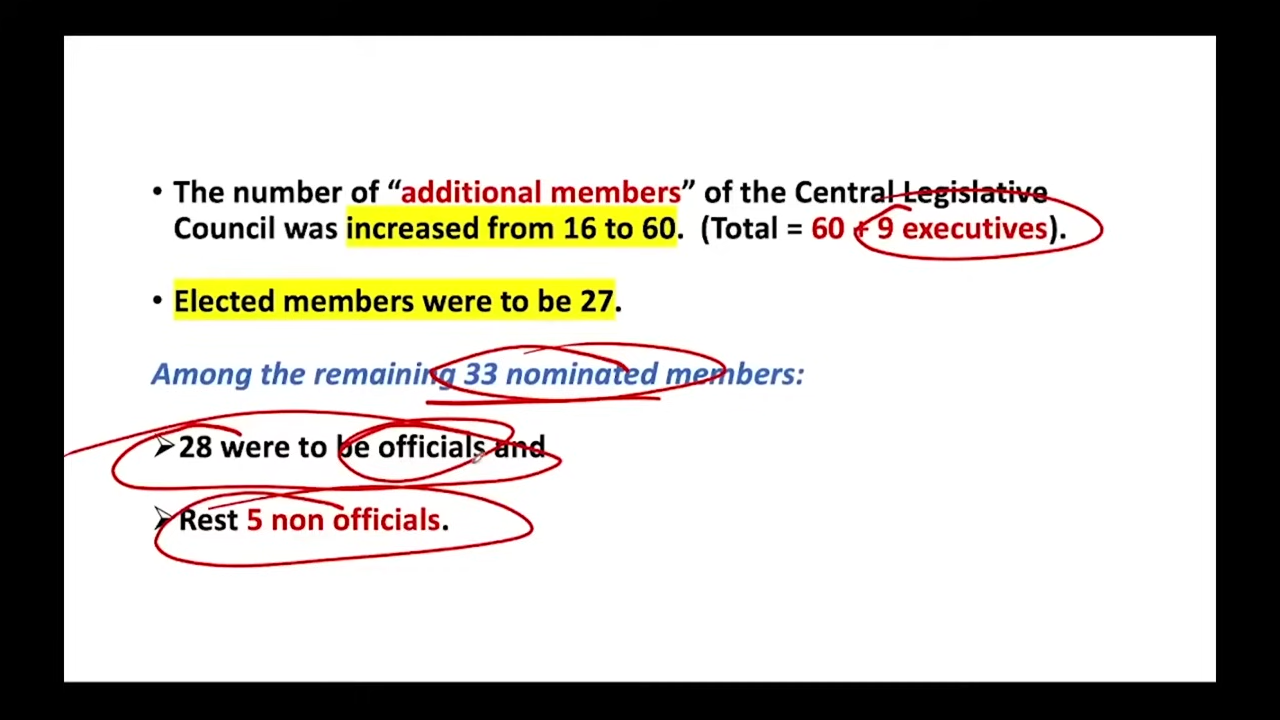 • The number of “additional members” of the Central Legislative
Council was increased from 16 to 60. (Total = 60 + 9 executives).
• Elected members were to be 27.
Among the remaining 33 nominated members:
➢28 were to be officials and
➢Rest 5 non officials.